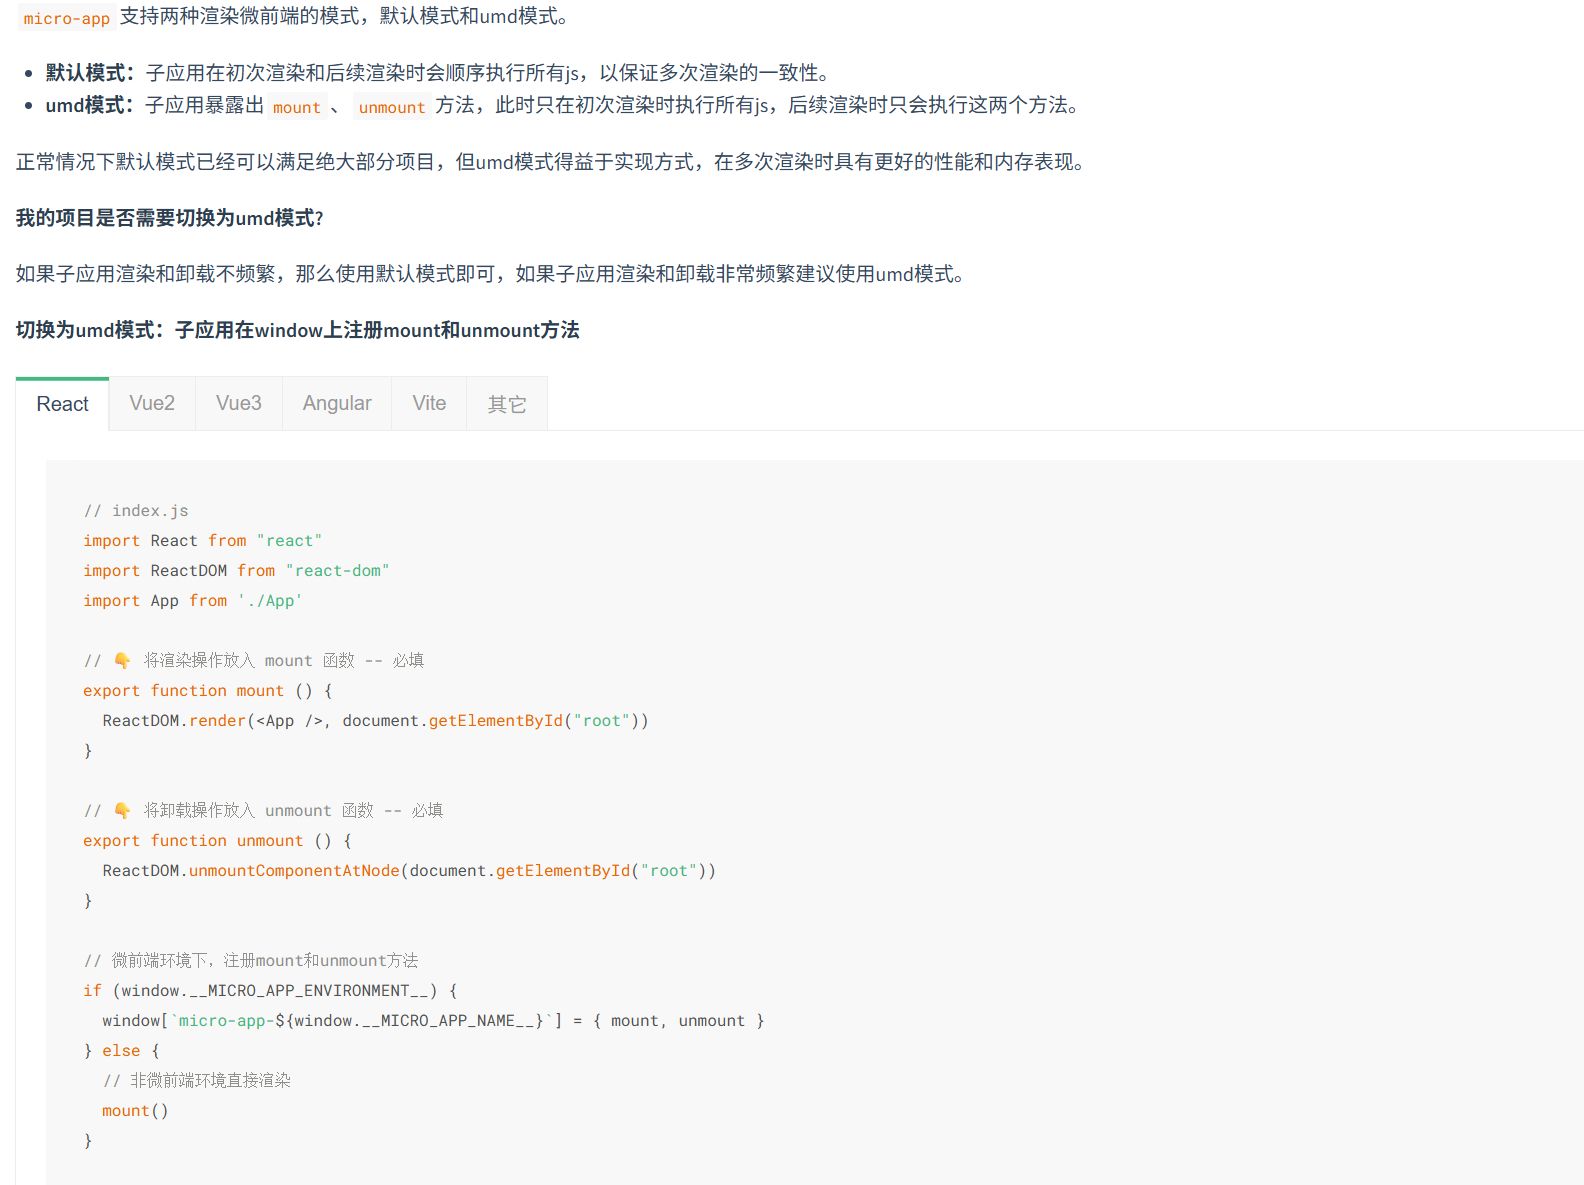 micro-app 支持两种渲染微前端的模式，默认模式和umd模式。
默认模式：子应用在初次渲染和后续渲染时会顺序执行所有js，以保证多次渲染的一致性。
umd模式：子应用暴露出 mount 、 unmount 方法，此时只在初次渲染时执行所有js，后续渲染时只会执行这两个方法。
正常情况下默认模式已经可以满足绝大部分项目，但umd模式得益于实现方式，在多次渲染时具有更好的性能和内存表现。
我的项目是否需要切换为umd模式?
如果子应用渲染和卸载不频繁，那么使用默认模式即可，如果子应用渲染和卸载非常频繁建议使用umd模式。
切换为umd模式：子应用在window上注册mount和unmount方法
React Vue2 Vue3 Angular Vite 其它
// index.js
import React from "react"
import ReactDOM from "react-dom"
import App from './App'
// 👇 将渲染操作放入 mount 函数 -- 必填
export function mount () {
  ReactDOM.render(<App />, document.getElementById("root"))
}
// 👇 将卸载操作放入 unmount 函数 -- 必填
export function unmount () {
  ReactDOM.unmountComponentAtNode(document.getElementById("root"))
}
// 微前端环境下，注册mount和unmount方法
if (window.__MICRO_APP_ENVIRONMENT__) {
  window[`micro-app-${window.__MICRO_APP_NAME__}`] = { mount, unmount }
} else {
  // 非微前端环境直接渲染
  mount()
}